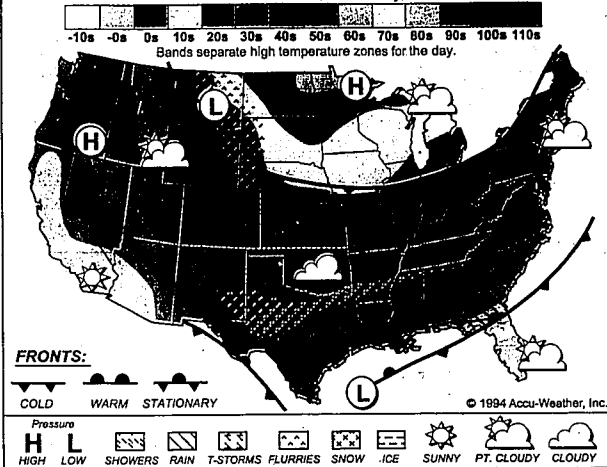 -10s -0s 0s 10s 20s 30s 40s 50s 60s 70s 80s 90s 100s 110s
Bands separate high temperature zones for the day.
H
L
H
H
L
FRONTS:
COLD WARM STATIONARY
© 1994 Accu-Weather, Inc.
Pressure
H L
HIGH LOW SHOWERS RAIN T-STORMS FLURRIES SNOW ICE SUNNY PT. CLOUDY CLOUDY